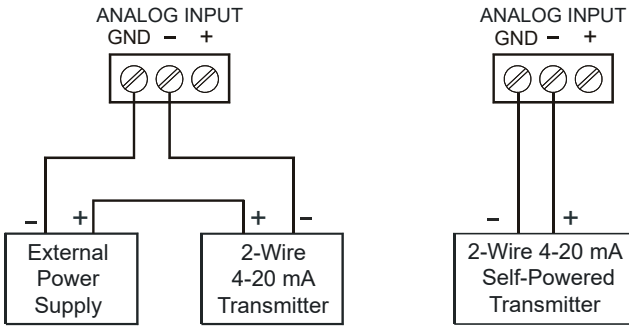 ANALOG INPUT
GND – +
– + + –
External
Power
Supply
2-Wire
4-20 mA
Transmitter
ANALOG INPUT
GND – +
– +
2-Wire 4-20 mA
Self-Powered
Transmitter